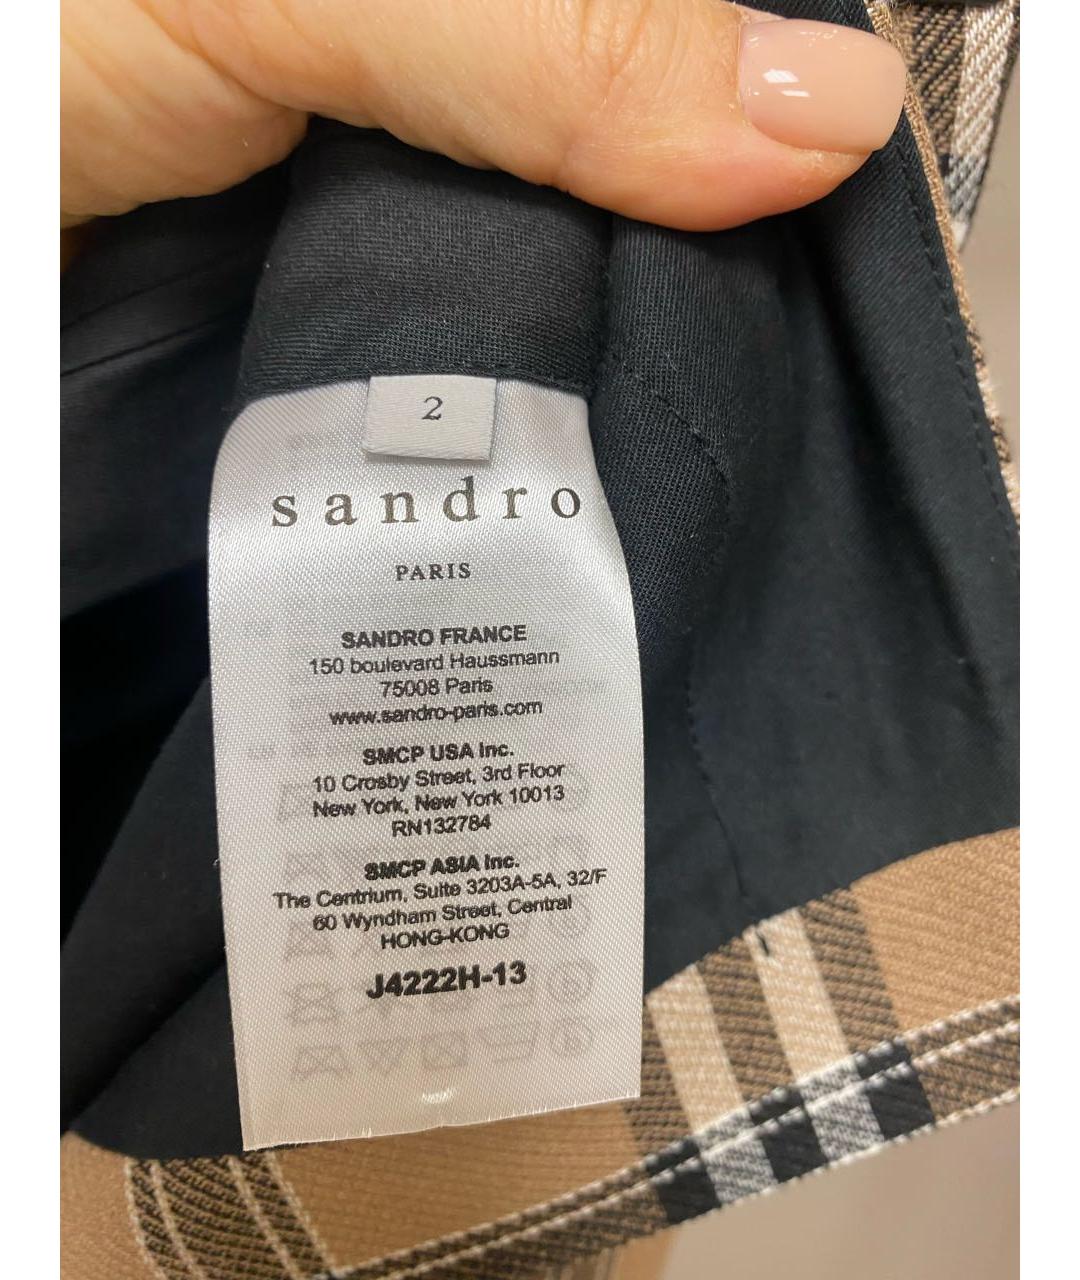 2
sandro
PARIS
SANDRO FRANCE
150 boulevard Haussmann
75008 Paris
www.sandro-paris.com
SMCP USA Inc.
10 Crosby Street, 3rd Floor
New York, New York 10013
RN132784
SMCP ASIA Inc.
The Centrium, Suite 3203A-5A, 32/F
60 Wyndham Street, Central
HONG-KONG
J4222H-13